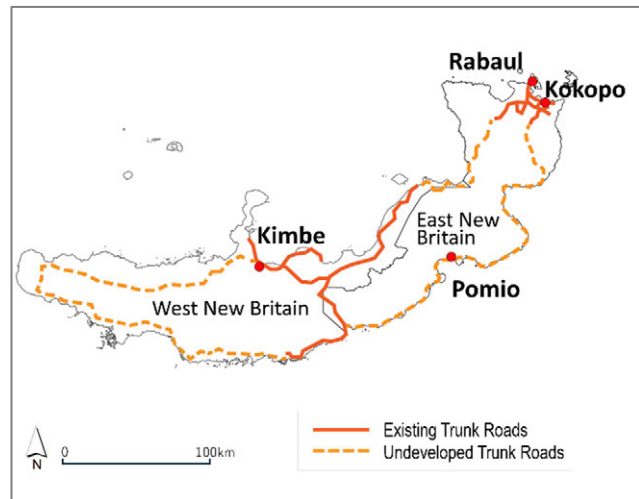 Rabaul
Kokopo
East New
Britain
Kimbe
Pomio
West New Britain
Existing Trunk Roads
Undeveloped Trunk Roads
N
0
100km